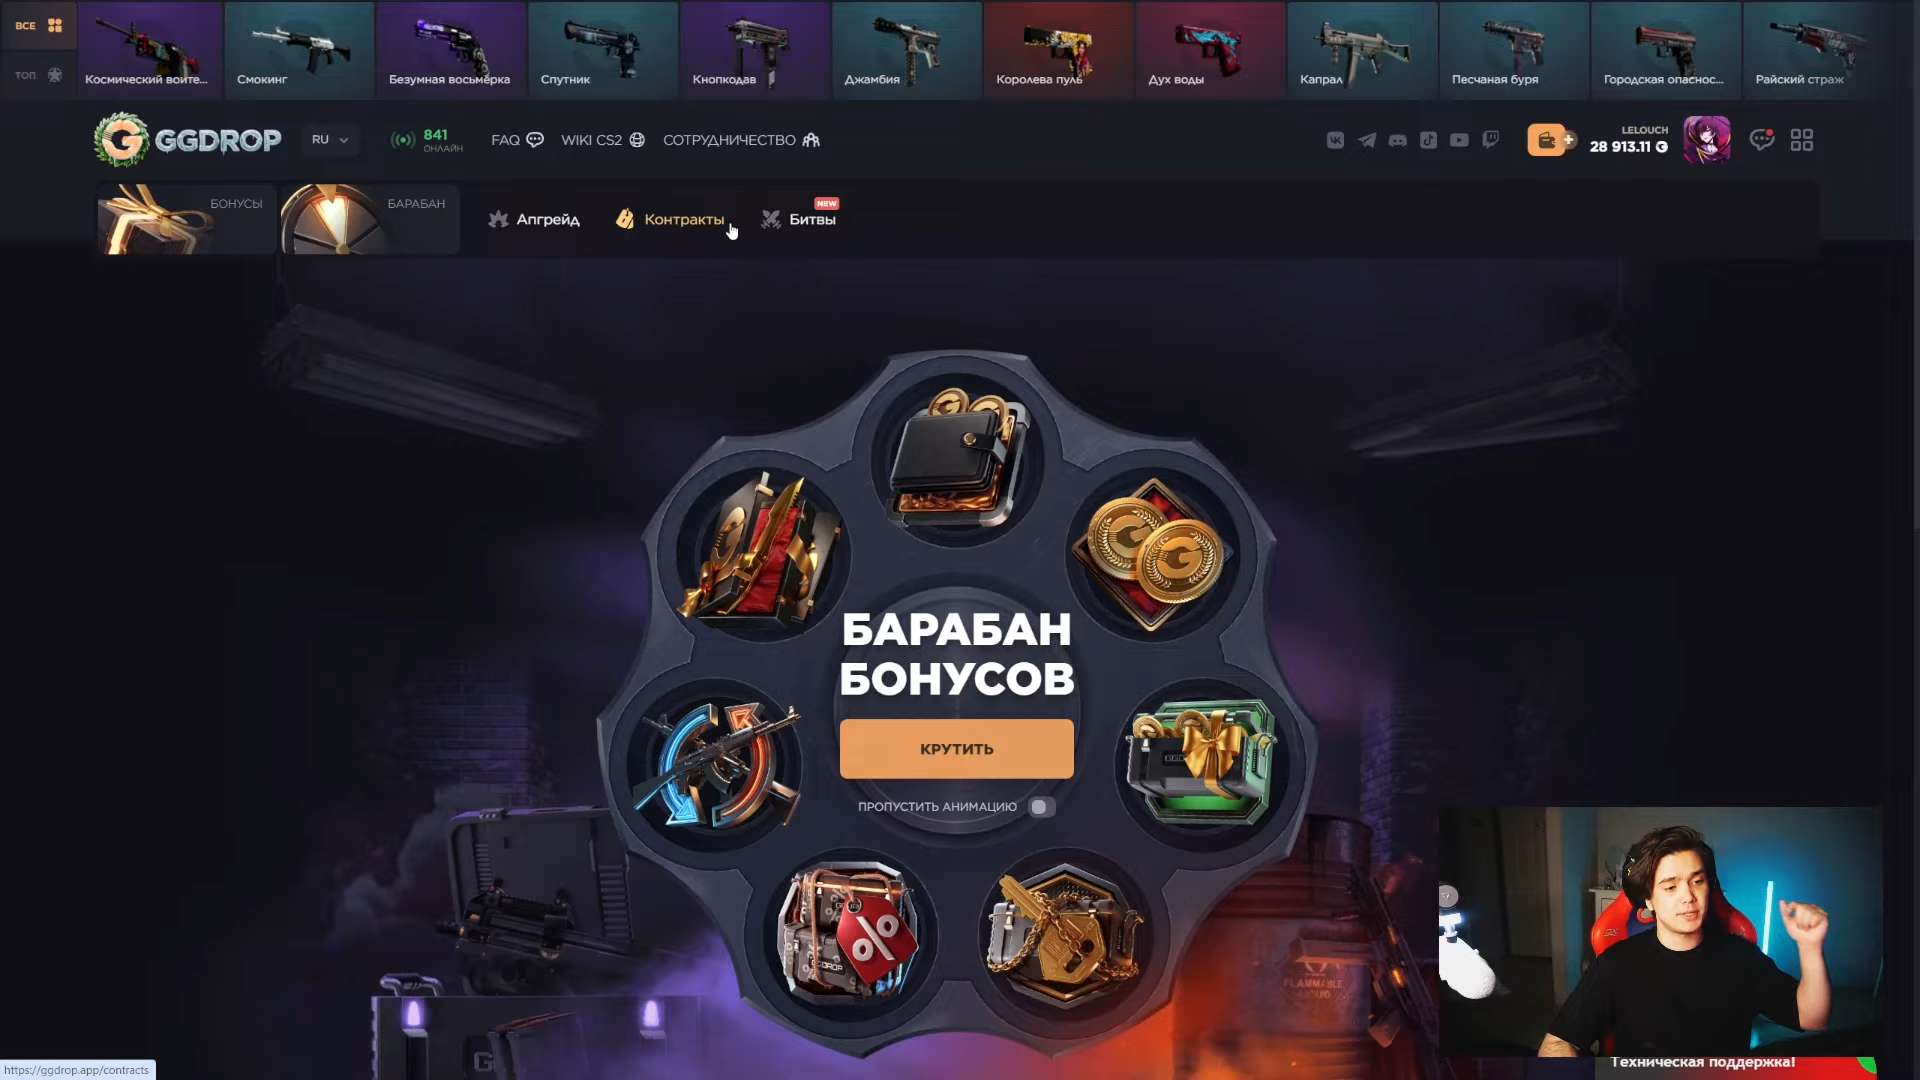 ВСЕ
ТОП
Космический войте...
Смокинг
Безумная восьмёрка
Спутник
Кнопкодав
Джамбия
Королева пуль
Дух воды
Капрал
Песчаная буря
Городская опаснос...
Райский страж
GGDROP
RU
841
ОНЛАЙН
FAQ
WIKI CS2
СОТРУДНИЧЕСТВО
LELOUCH
28 913.11
БОНУСЫ
БАРАБАН
Апгрейд
Контракты
Битвы
NEW
БАРАБАН
БОНУСОВ
КРУТИТЬ
ПРОПУСТИТЬ АНИМАЦИЮ
FLAMMABLE
Техническая поддержка!
https://ggdrop.app/contracts